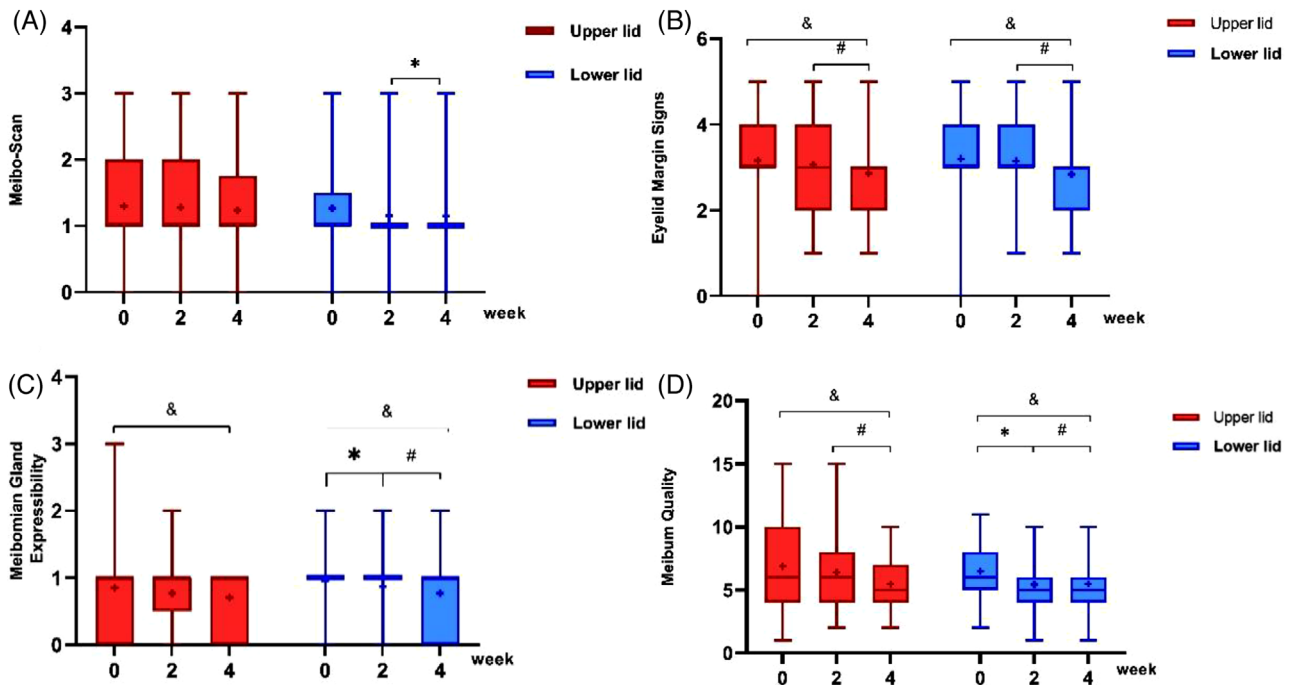 (A)
4
3
2
1
0
Meibo-Scan
*
0 2 4 0 2 4 week
Upper lid
Lower lid
(B)
6
4
2
0
Eyelid Margin Signs
& &
# #
0 2 4 0 2 4 week
Upper lid
Lower lid
(C)
4
3
2
1
0
Meibomian Gland
Expressibility
& &
* #
0 2 4 0 2 4 week
Upper lid
Lower lid
(D)
20
15
10
5
0
Meibum Quality
& &
# * #
0 2 4 0 2 4 week
Upper lid
Lower lid